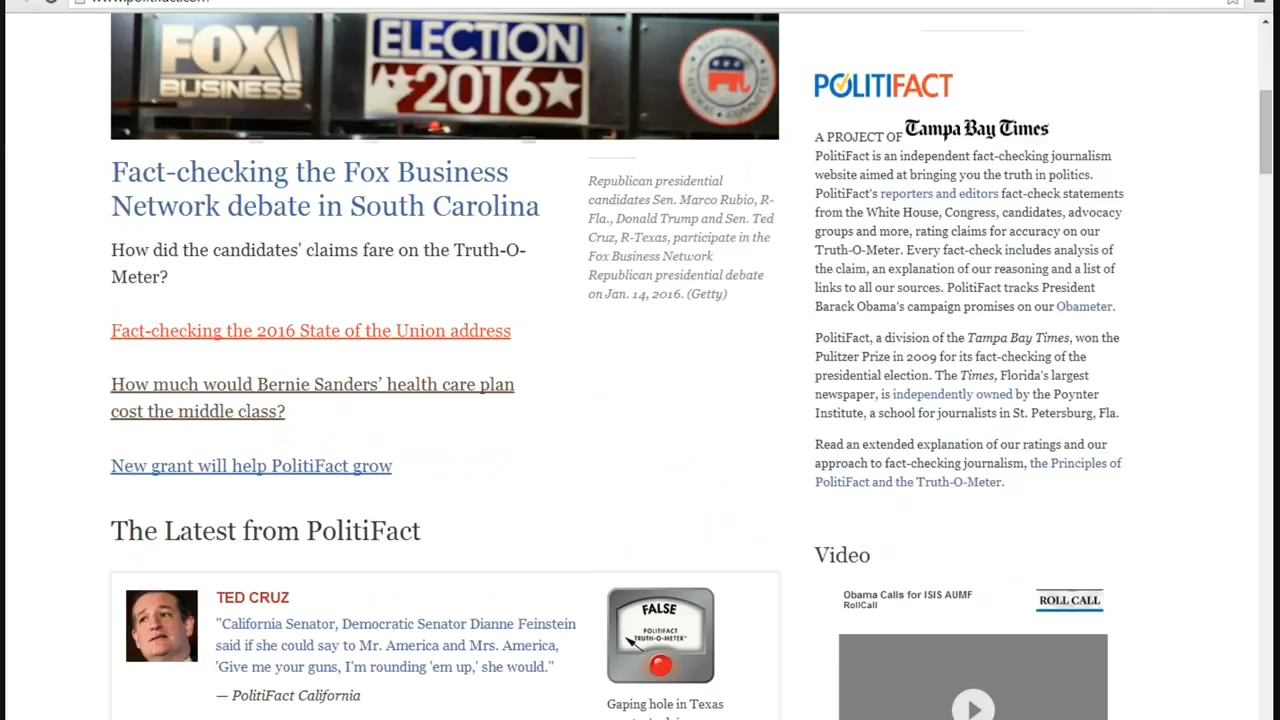 FOX
BUSINESS
ELECTION
2016
Fact-checking the Fox Business
Network debate in South Carolina
How did the candidates' claims fare on the Truth-O-
Meter?
Fact-checking the 2016 State of the Union address
How much would Bernie Sanders’ health care plan
cost the middle class?
New grant will help PolitiFact grow
Republican presidential
candidates Sen. Marco Rubio, R-
Fla., Donald Trump and Sen. Ted
Cruz, R-Texas, participate in the
Fox Business Network
Republican presidential debate
on Jan. 14, 2016. (Getty)
The Latest from PolitiFact
TED CRUZ
"California Senator, Democratic Senator Dianne Feinstein
said if she could say to Mr. America and Mrs. America,
'Give me your guns, I'm rounding 'em up,' she would."
— PolitiFact California
FALSE
POLITIFACT
TRUTH-O-METER™
Gaping hole in Texas
POLITIFACT
A PROJECT OF Tampa Bay Times
PolitiFact is an independent fact-checking journalism
website aimed at bringing you the truth in politics.
PolitiFact's reporters and editors fact-check statements
from the White House, Congress, candidates, advocacy
groups and more, rating claims for accuracy on our
Truth-O-Meter. Every fact-check includes analysis of
the claim, an explanation of our reasoning and a list of
links to all our sources. PolitiFact tracks President
Barack Obama's campaign promises on our Obameter.
PolitiFact, a division of the Tampa Bay Times, won the
Pulitzer Prize in 2009 for its fact-checking of the
presidential election. The Times, Florida's largest
newspaper, is independently owned by the Poynter
Institute, a school for journalists in St. Petersburg, Fla.
Read an extended explanation of our ratings and our
approach to fact-checking journalism, the Principles of
PolitiFact and the Truth-O-Meter.
Video
Obama Calls for ISIS AUMF
RollCall
ROLL CALL